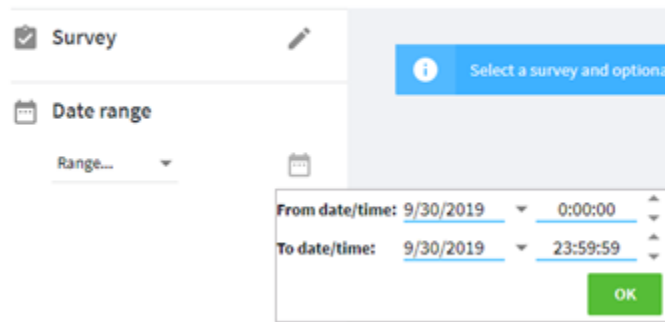 Survey
Select a survey and optiona
Date range
Range...
From date/time: 9/30/2019 0:00:00
To date/time: 9/30/2019 23:59:59
OK